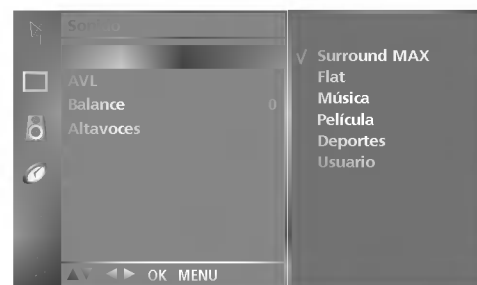 Sonido
AVL
Balance 0
Altavoces
OK MENU
√ Surround MAX
Flat
Música
Película
Deportes
Usuario